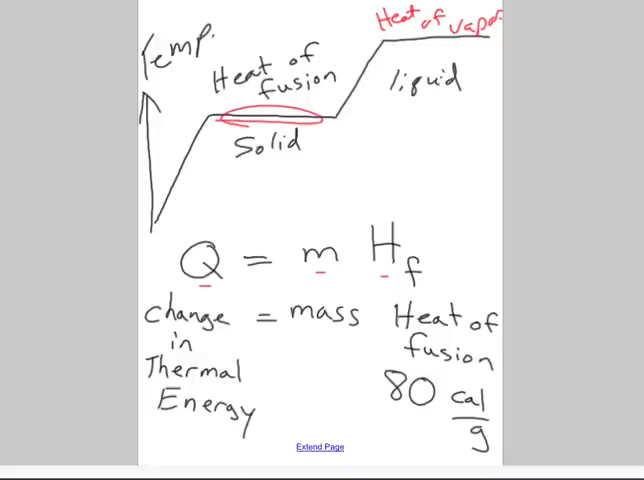 Heat of vapor.
Temp.
Heat of
fusion
liquid
Solid
Q = m Hf
change = mass Heat of
in fusion
Thermal 80 cal/g
Energy
Extend Page